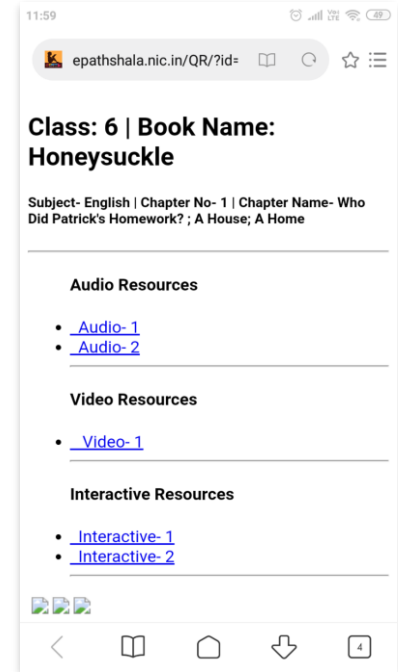 11:59
49
epathshala.nic.in/QR/?id=
Class: 6 | Book Name:
Honeysuckle
Subject- English | Chapter No- 1 | Chapter Name- Who
Did Patrick's Homework? ; A House; A Home
Audio Resources
Audio- 1
Audio- 2
Video Resources
Video- 1
Interactive Resources
Interactive- 1
Interactive- 2
4